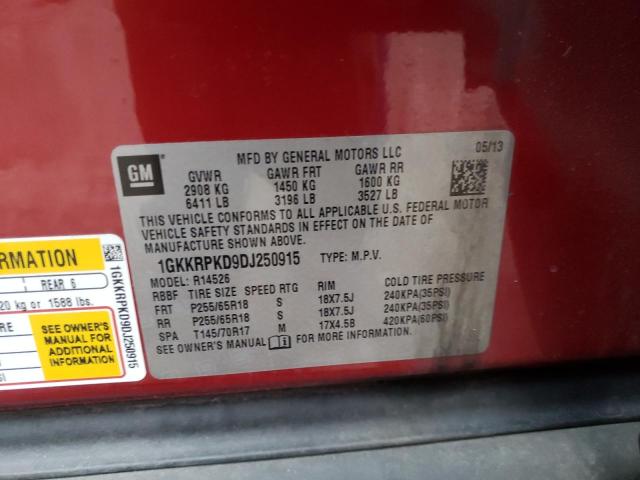 GM
MFD BY GENERAL MOTORS LLC
05/13
GVWR GAWR FRT GAWR RR
2908 KG 1450 KG 1600 KG
6411 LB 3196 LB 3527 LB
THIS VEHICLE CONFORMS TO ALL APPLICABLE U.S. FEDERAL MOTOR
VEHICLE SAFETY STANDARDS IN EFFECT ON THE DATE OF
MANUFACTURE SHOWN ABOVE.
1GKKRPKD9DJ250915 TYPE: M.P.V.
MODEL: R14526
RBBF TIRE SIZE SPEED RTG RIM COLD TIRE PRESSURE
FRT P255/65R18 S 18X7.5J 240KPA(35PSI)
RR P255/65R18 S 18X7.5J 240KPA(35PSI)
SPA T145/70R17 M 17X4.5B 420KPA(60PSI)
SEE OWNER'S MANUAL FOR MORE INFORMATION.
ORMATION
REAR 6
20 kg or 1588 lbs.
RE
SEE OWNER'S
MANUAL FOR
ADDITIONAL
INFORMATION
1GKKRPKD9DJ250915